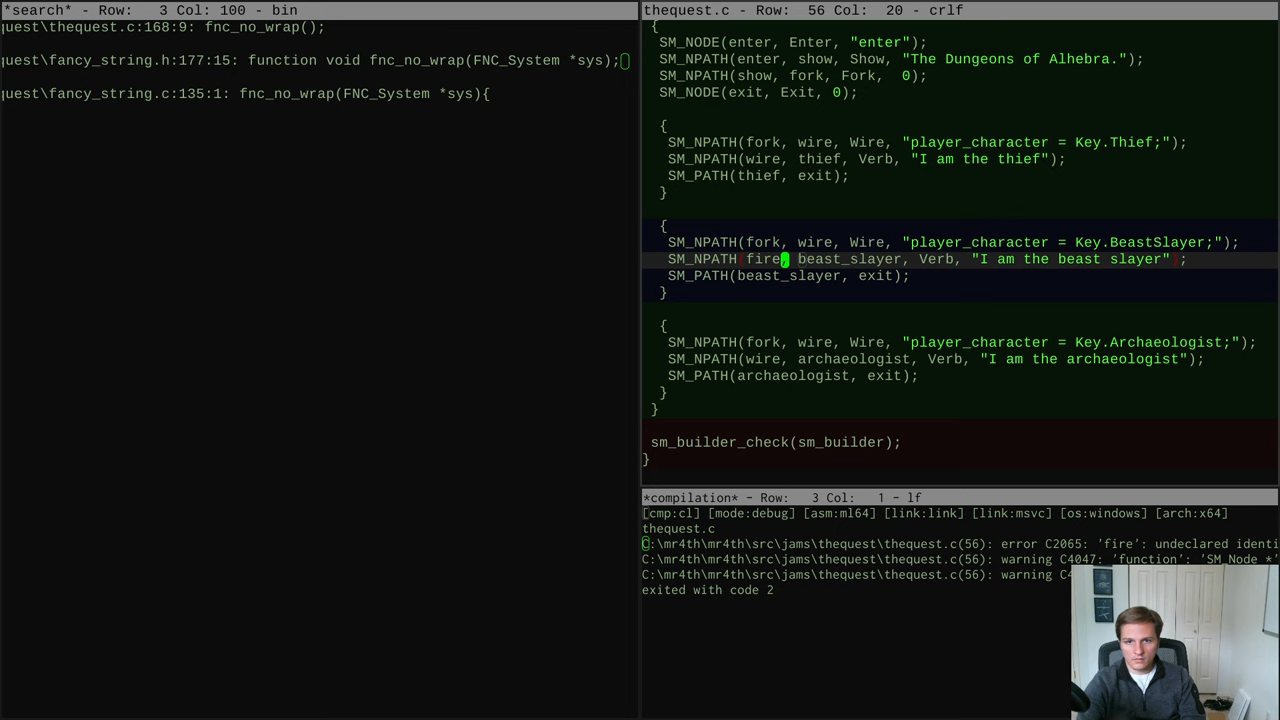 *search* - Row:   3 Col: 100 - bin
quest\thequest.c:168:9: fnc_no_wrap();
quest\fancy_string.h:177:15: function void fnc_no_wrap(FNC_System *sys);
quest\fancy_string.c:135:1: fnc_no_wrap(FNC_System *sys){
thequest.c - Row:  56 Col:  20 - crlf
{
SM_NODE(enter, Enter, "enter");
SM_NPATH(enter, show, Show, "The Dungeons of Alhebra.");
SM_NPATH(show, fork, Fork,  0);
SM_NODE(exit, Exit, 0);
{
SM_NPATH(fork, wire, Wire, "player_character = Key.Thief;");
SM_NPATH(wire, thief, Verb, "I am the thief");
SM_PATH(thief, exit);
}
{
SM_NPATH(fork, wire, Wire, "player_character = Key.BeastSlayer;");
SM_NPATH(fire, beast_slayer, Verb, "I am the beast slayer");
SM_PATH(beast_slayer, exit);
}
{
SM_NPATH(fork, wire, Wire, "player_character = Key.Archaeologist;");
SM_NPATH(wire, archaeologist, Verb, "I am the archaeologist");
SM_PATH(archaeologist, exit);
}
}
sm_builder_check(sm_builder);
}
*compilation* - Row:   3 Col:   1 - lf
[cmp:cl] [mode:debug] [asm:ml64] [link:link] [link:msvc] [os:windows] [arch:x64]
thequest.c
C:\mr4th\mr4th\src\jams\thequest\thequest.c(56): error C2065: 'fire': undeclared identi
C:\mr4th\mr4th\src\jams\thequest\thequest.c(56): warning C4047: 'function': 'SM_Node *'
C:\mr4th\mr4th\src\jams\thequest\thequest.c(56): warning
exited with code 2